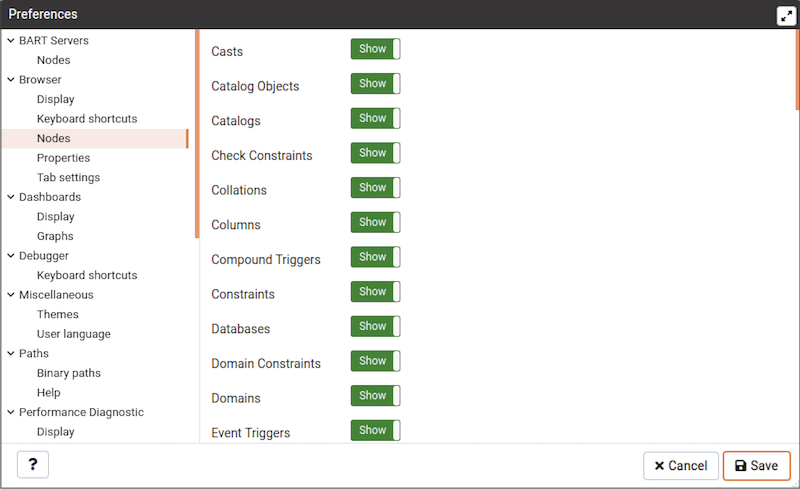 Preferences
BART Servers
Nodes
Browser
Display
Keyboard shortcuts
Nodes
Properties
Tab settings
Dashboards
Display
Graphs
Debugger
Keyboard shortcuts
Miscellaneous
Themes
User language
Paths
Binary paths
Help
Performance Diagnostic
Display
Casts Show
Catalog Objects Show
Catalogs Show
Check Constraints Show
Collations Show
Columns Show
Compound Triggers Show
Constraints Show
Databases Show
Domain Constraints Show
Domains Show
Event Triggers Show
?
Cancel
Save